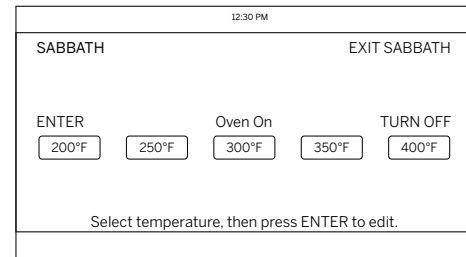 12:30 PM
SABBATH EXIT SABBATH
ENTER Oven On TURN OFF
200°F 250°F 300°F 350°F 400°F
Select temperature, then press ENTER to edit.